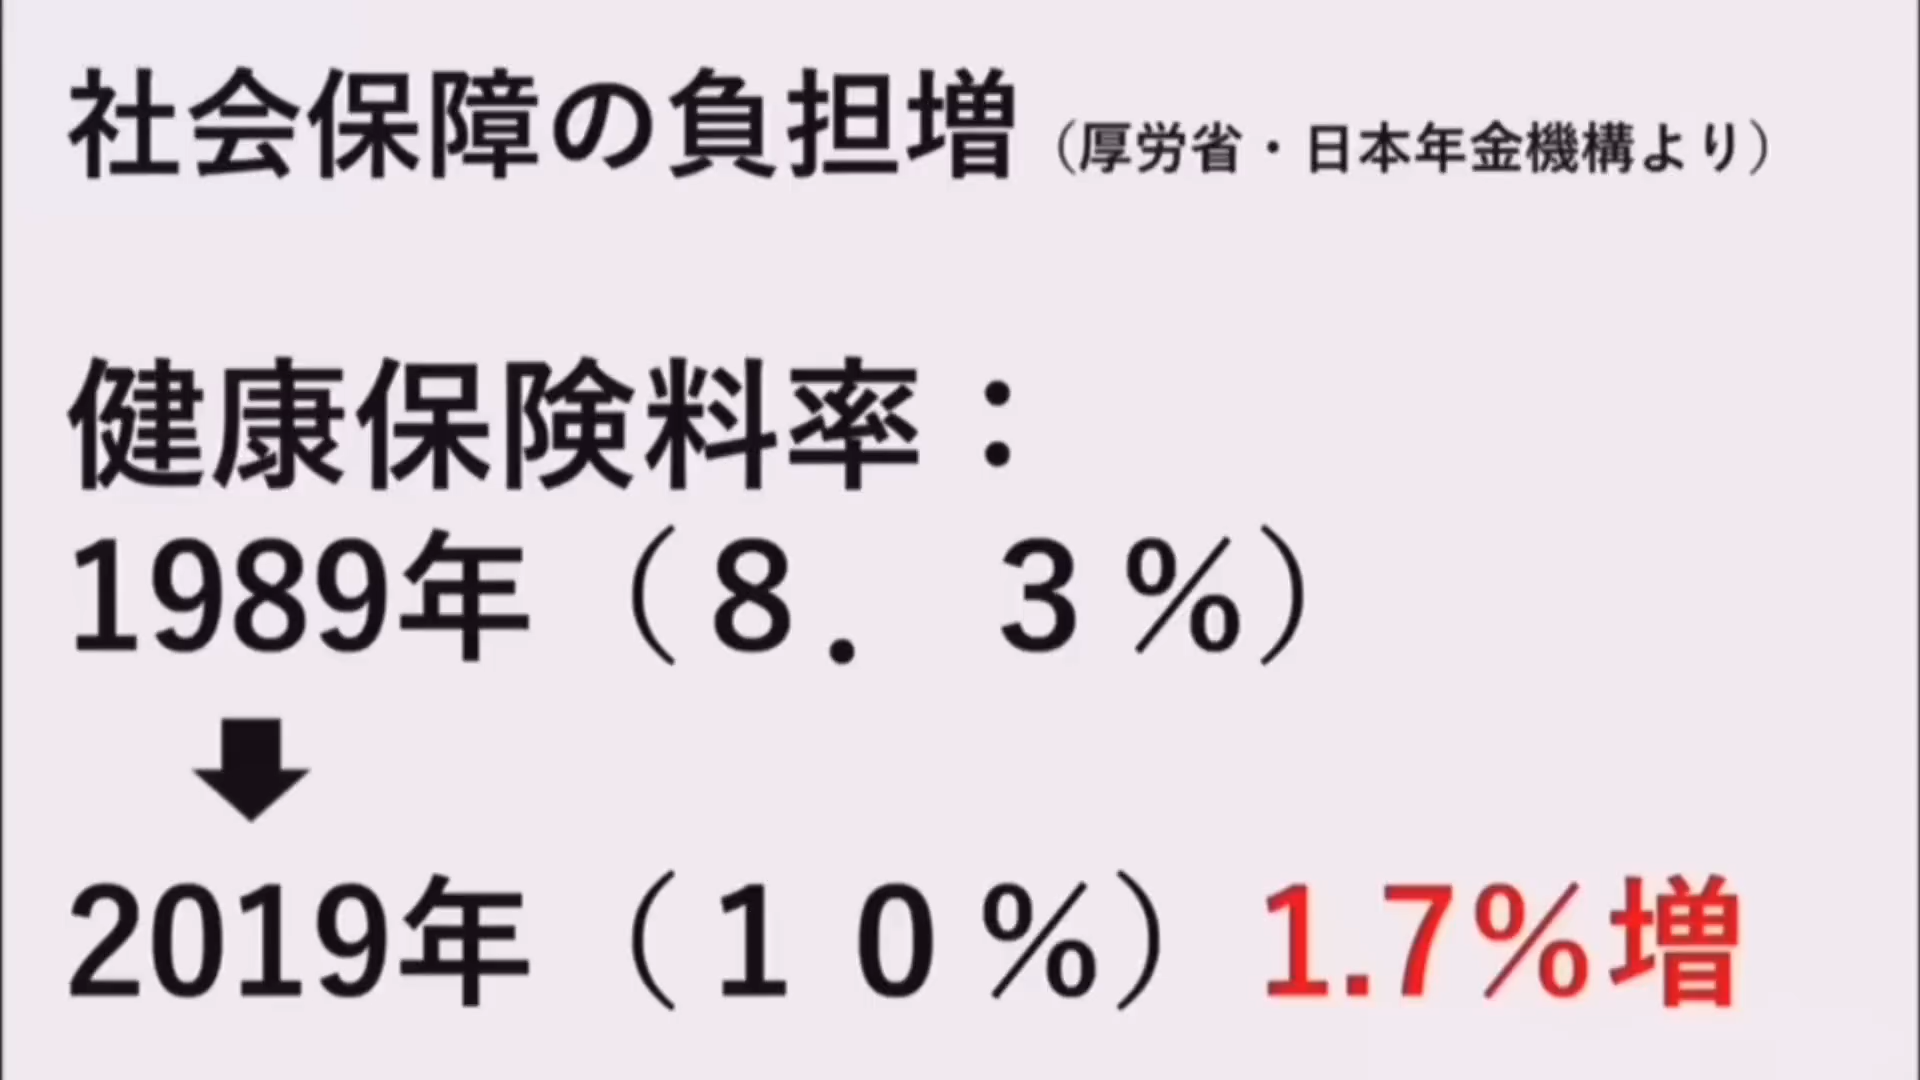 社会保障の負担増（厚労省・日本年金機構より）
健康保険料率：
1989年（８．３％）
2019年（１０％）1.7％増